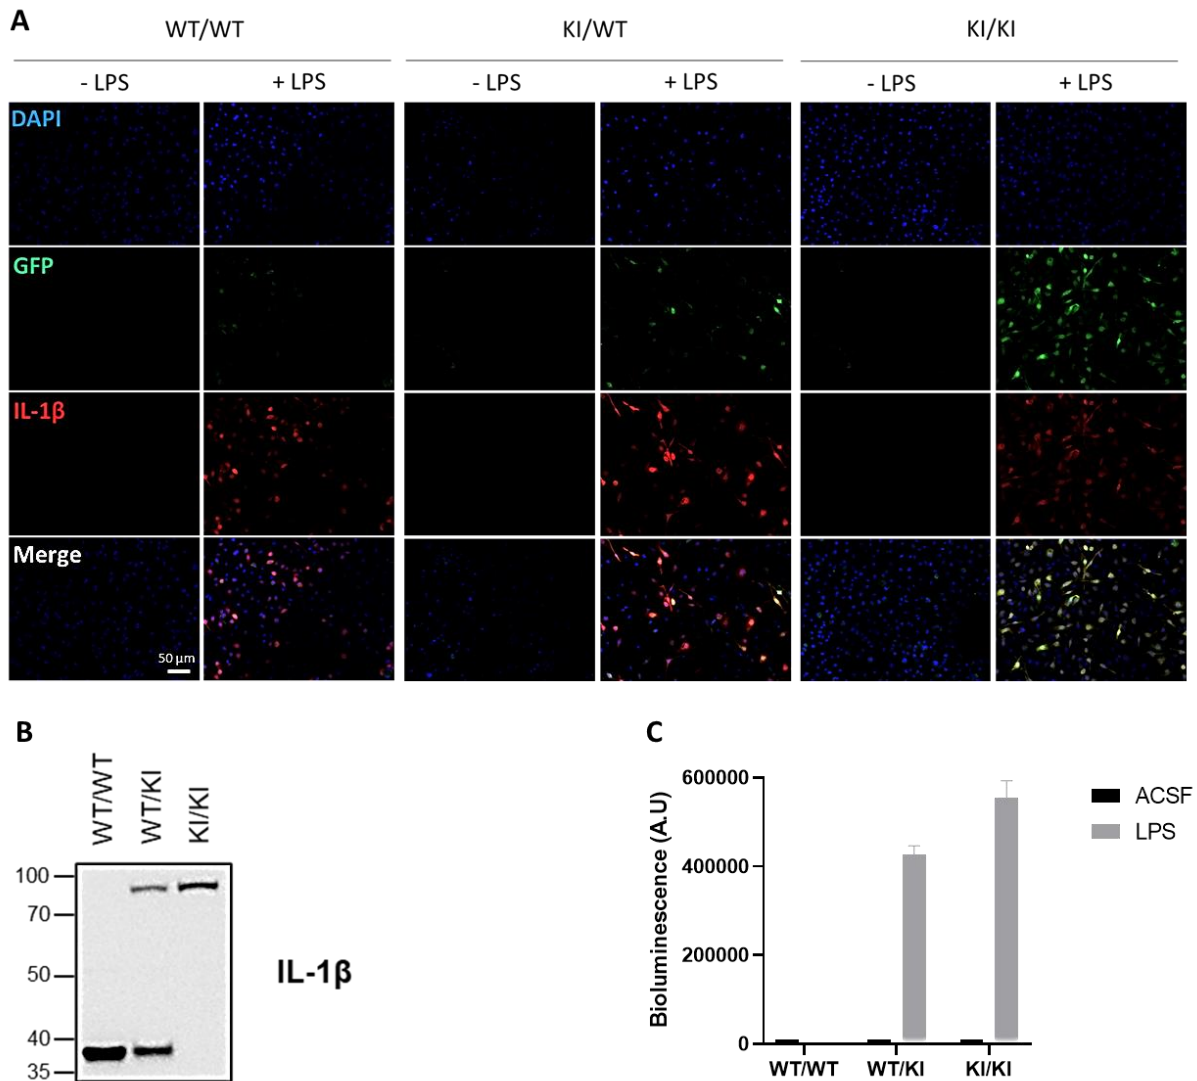 A
WT/WT KI/WT KI/KI
- LPS + LPS - LPS + LPS - LPS + LPS
DAPI
GFP
IL-1β
Merge
50 µm
B
WT/WT WT/KI KI/KI
100
70
50
40
35
IL-1β
C
Bioluminescence (A.U)
600000
400000
200000
0
WT/WT WT/KI KI/KI
ACSF
LPS